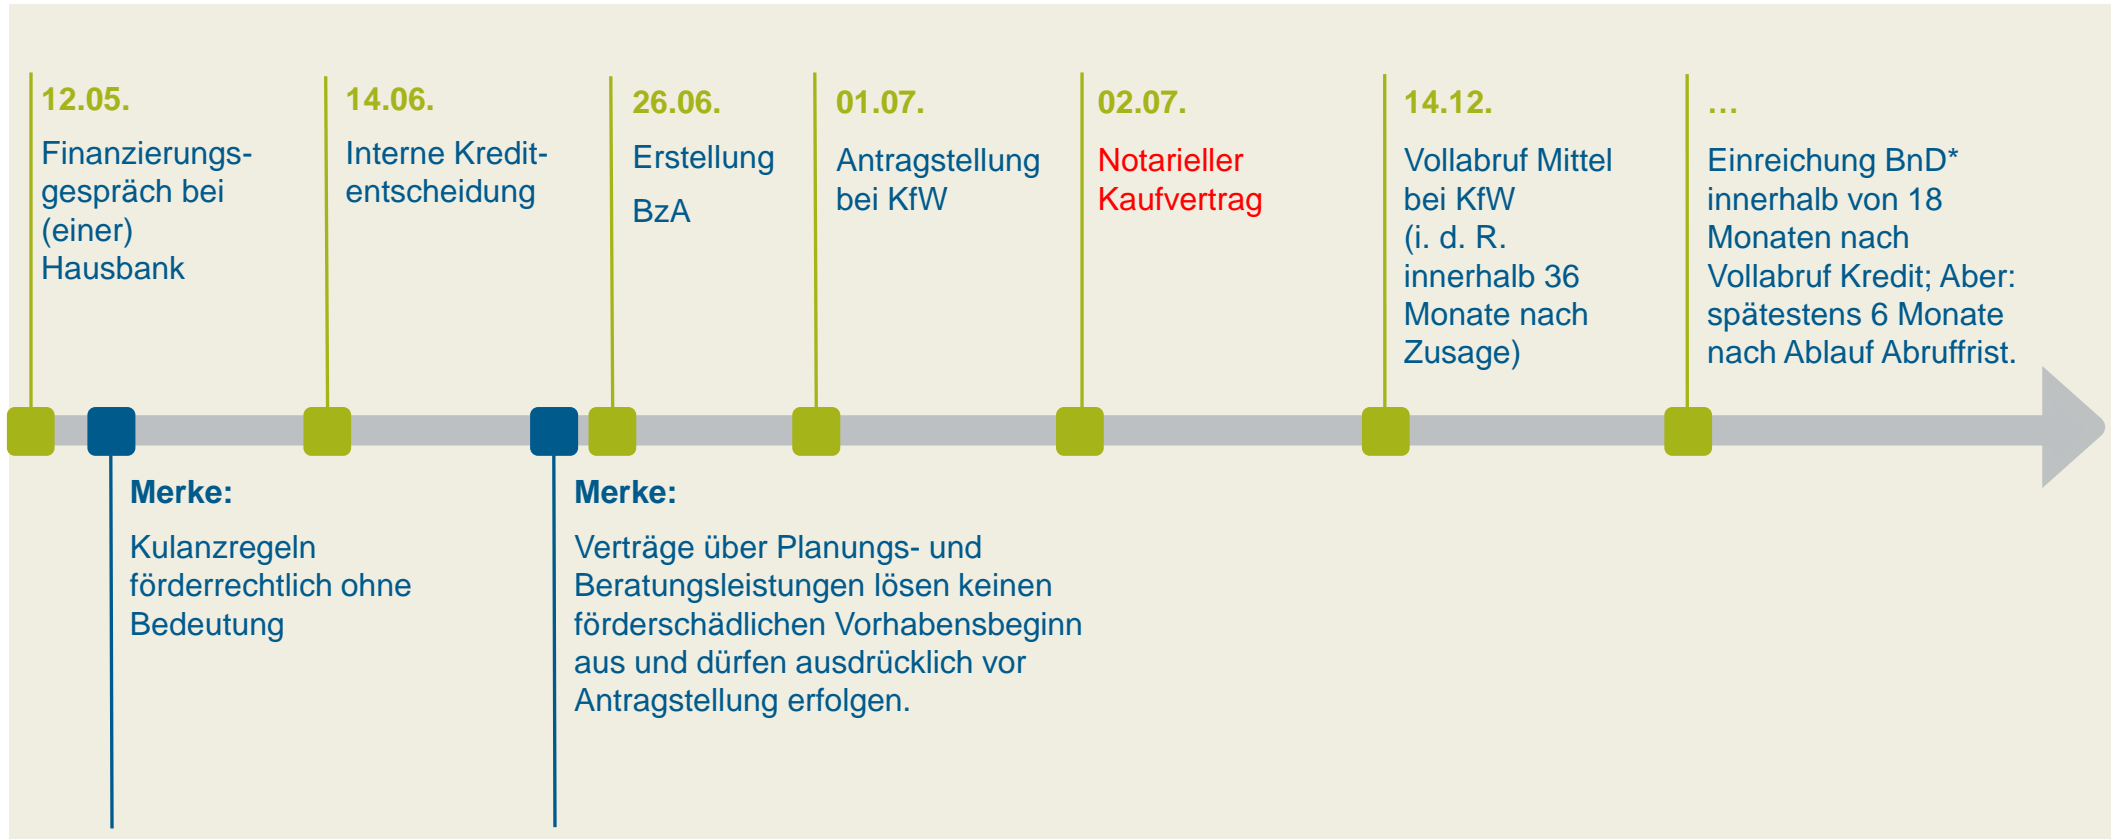 12.05.
Finanzierungs-
gespräch bei
(einer)
Hausbank
14.06.
Interne Kredit-
entscheidung
26.06.
Erstellung
BzA
01.07.
Antragstellung
bei KfW
02.07.
Notarieller
Kaufvertrag
14.12.
Vollabruf Mittel
bei KfW
(i. d. R.
innerhalb 36
Monate nach
Zusage)
…
Einreichung BnD*
innerhalb von 18
Monaten nach
Vollabruf Kredit; Aber:
spätestens 6 Monate
nach Ablauf Abruffrist.
Merke:
Kulanzregeln
förderrechtlich ohne
Bedeutung
Merke:
Verträge über Planungs- und
Beratungsleistungen lösen keinen
förderschädlichen Vorhabensbeginn
aus und dürfen ausdrücklich vor
Antragstellung erfolgen.